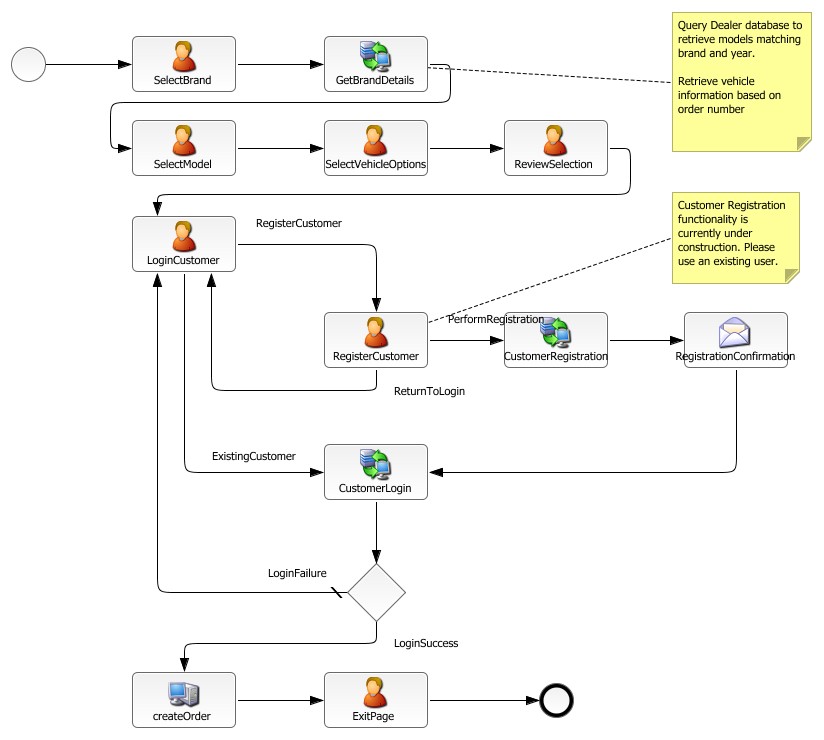 SelectBrand
GetBrandDetails
Query Dealer database to
retrieve models matching
brand and year.
Retrieve vehicle
information based on
order number
SelectModel
SelectVehicleOptions
ReviewSelection
Customer Registration
functionality is
currently under
construction. Please
use an existing user.
LoginCustomer
RegisterCustomer
RegisterCustomer
PerformRegistration
CustomerRegistration
RegistrationConfirmation
ReturnToLogin
ExistingCustomer
CustomerLogin
LoginFailure
LoginSuccess
createOrder
ExitPage